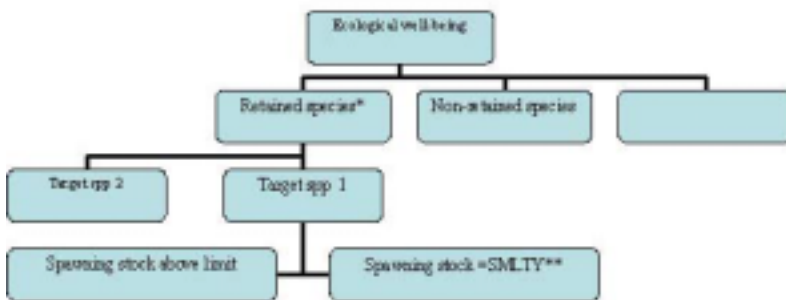 Ecological well-being
Retained species*
Non-retained species
Target spp 2
Target spp 1
Spawning stock above limit
Spawning stock =SMLTY**